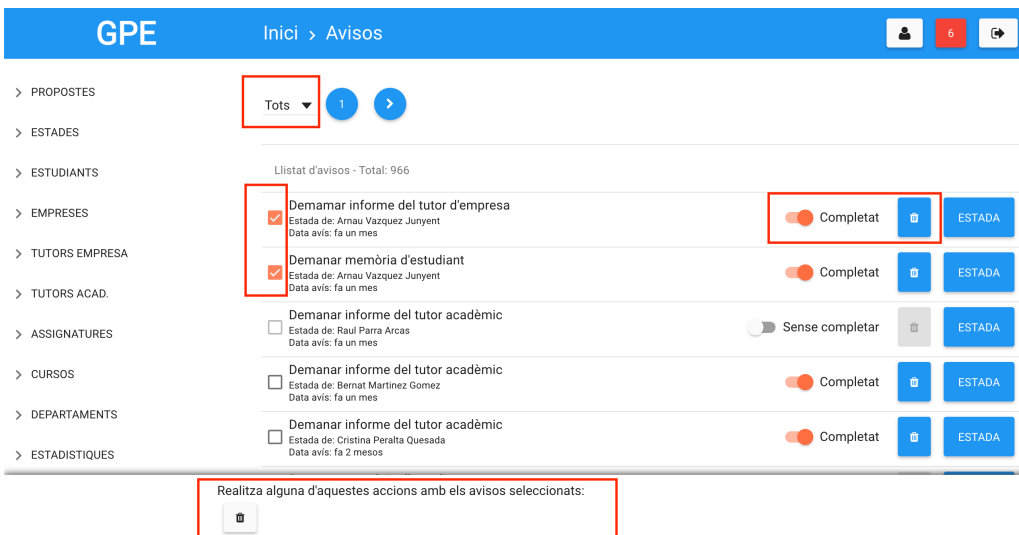 GPE
Inici > Avisos
6
PROPOSTES
ESTADES
ESTUDIANTS
EMPRESES
TUTORS EMPRESA
TUTORS ACAD.
ASSIGNATURES
CURSOS
DEPARTAMENTS
ESTADISTIQUES
Tots
1
Llistat d'avisos - Total: 966
Demamar informe del tutor d'empresa
Estada de: Arnau Vazquez Junyent
Data avís: fa un mes
Completat
ESTADA
Demanar memòria d'estudiant
Estada de: Arnau Vazquez Junyent
Data avís: fa un mes
Completat
ESTADA
Demanar informe del tutor acadèmic
Estada de: Raul Parra Arcas
Data avís: fa un mes
Sense completar
ESTADA
Demanar informe del tutor acadèmic
Estada de: Bernat Martinez Gomez
Data avís: fa un mes
Completat
ESTADA
Demanar informe del tutor acadèmic
Estada de: Cristina Peralta Quesada
Data avís: fa 2 mesos
Completat
ESTADA
Realitza alguna d'aquestes accions amb els avisos seleccionats: